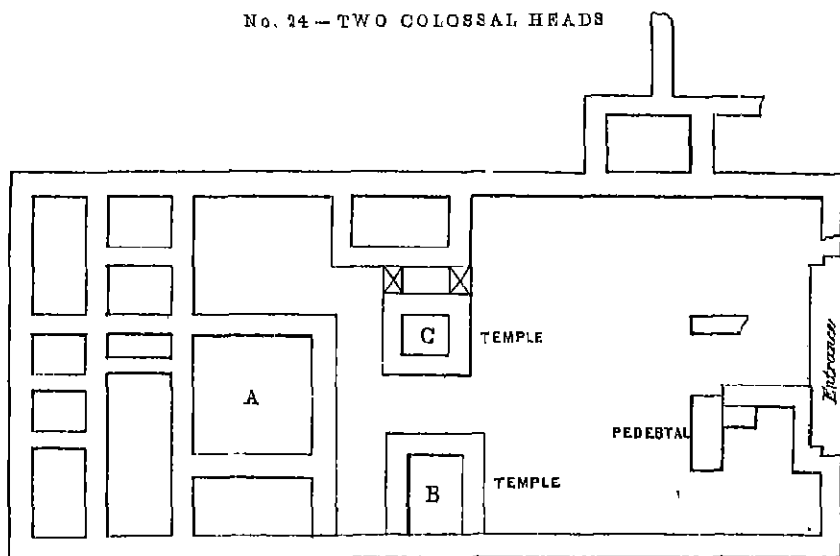 No. 24 — TWO COLOSSAL HEADS
C
TEMPLE
Entrance
A
PEDESTAL
B
TEMPLE